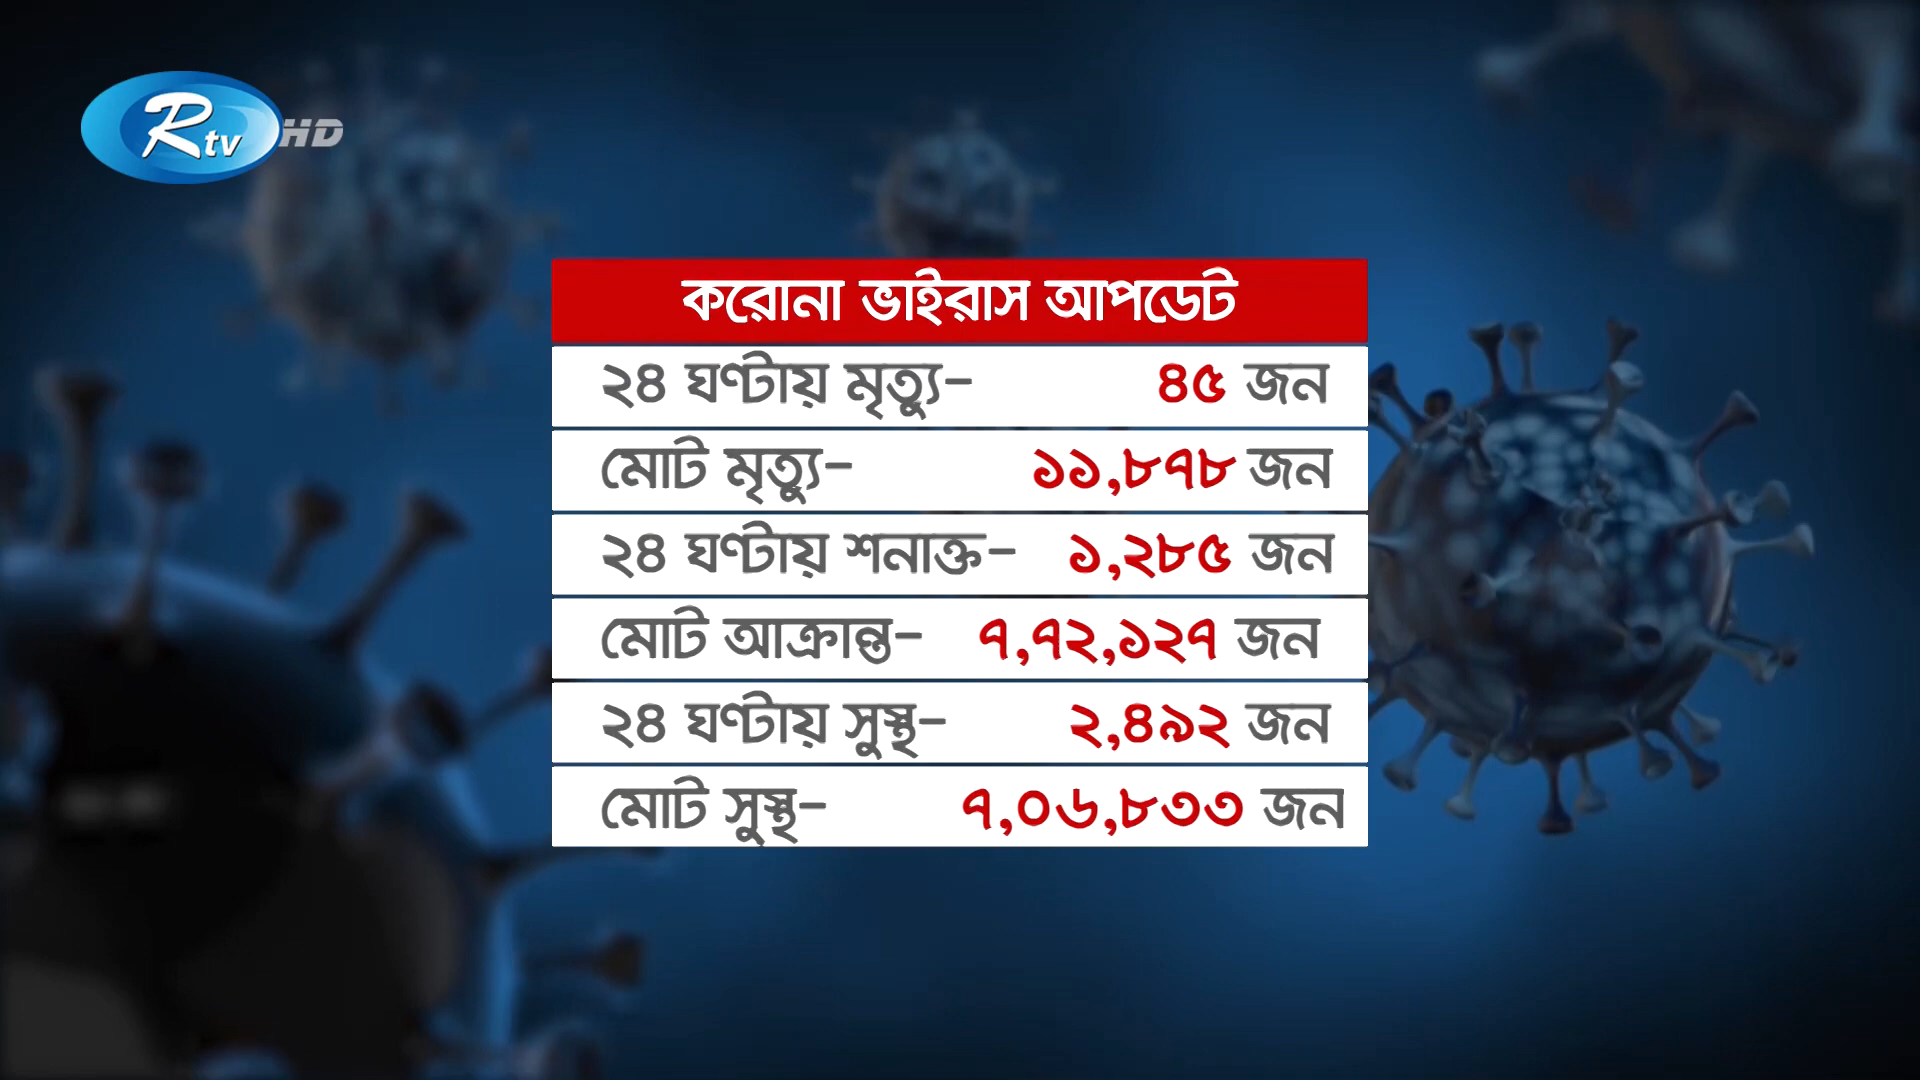 Rtv HD
করোনা ভাইরাস আপডেট
২৪ ঘণ্টায় মৃত্যু- ৪৫ জন
মোট মৃত্যু- ১১,৮৭৮ জন
২৪ ঘণ্টায় শনাক্ত- ১,২৮৫ জন
মোট আক্রান্ত- ৭,৭২,১২৭ জন
২৪ ঘণ্টায় সুস্থ- ২,৪৯২ জন
মোট সুস্থ- ৭,০৬,৮৩৩ জন